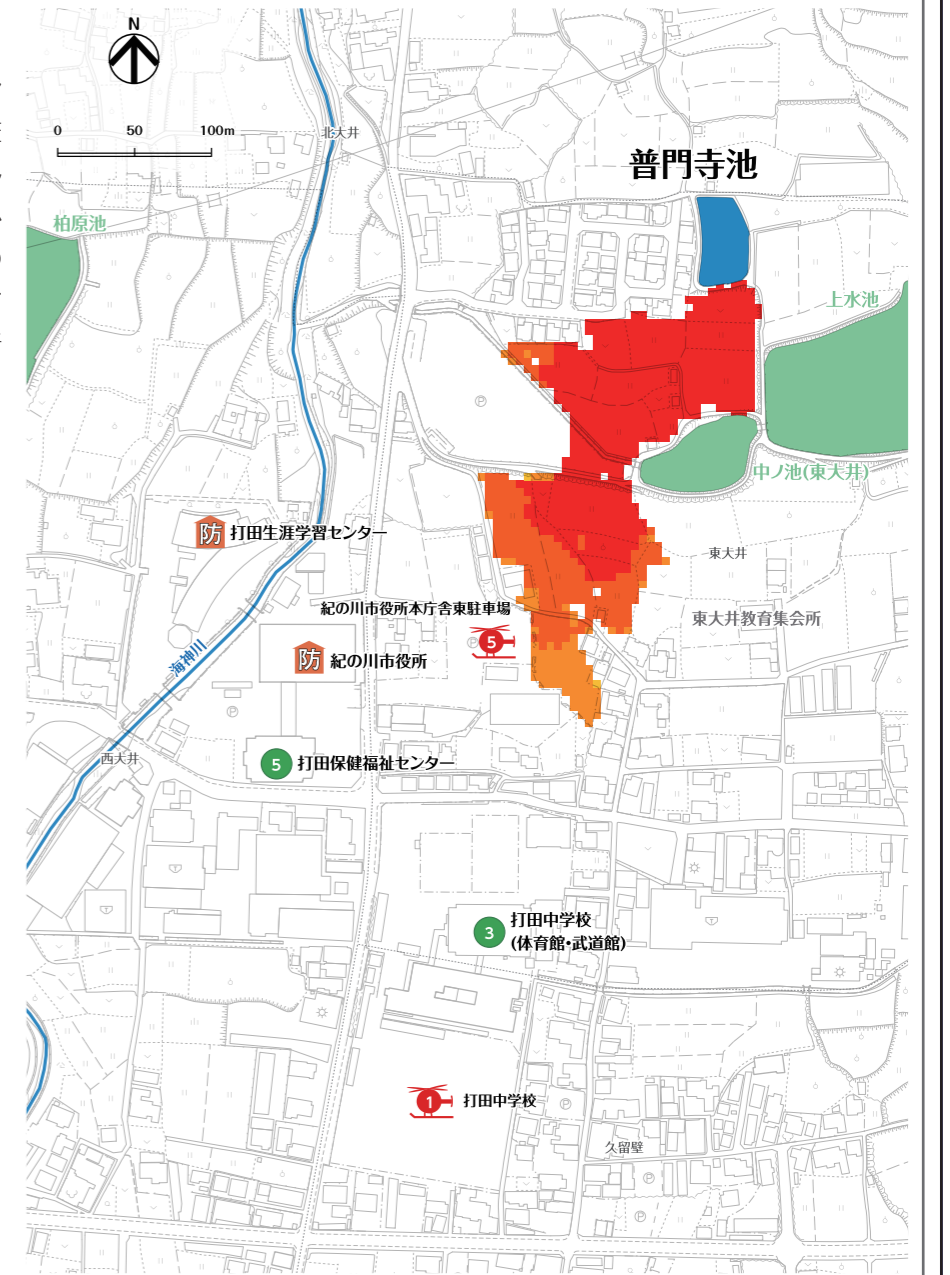 N
0 50 100m
北大井
普門寺池
柏原池
上水池
中ノ池(東大井)
防 打田生涯学習センター
東大井
紀の川市役所本庁舎東駐車場
東大井教育集会所
5
防 紀の川市役所
海神川
西大井
5 打田保健福祉センター
3 打田中学校
(体育館・武道館)
1 打田中学校
久留壁
P
P
P
P
P